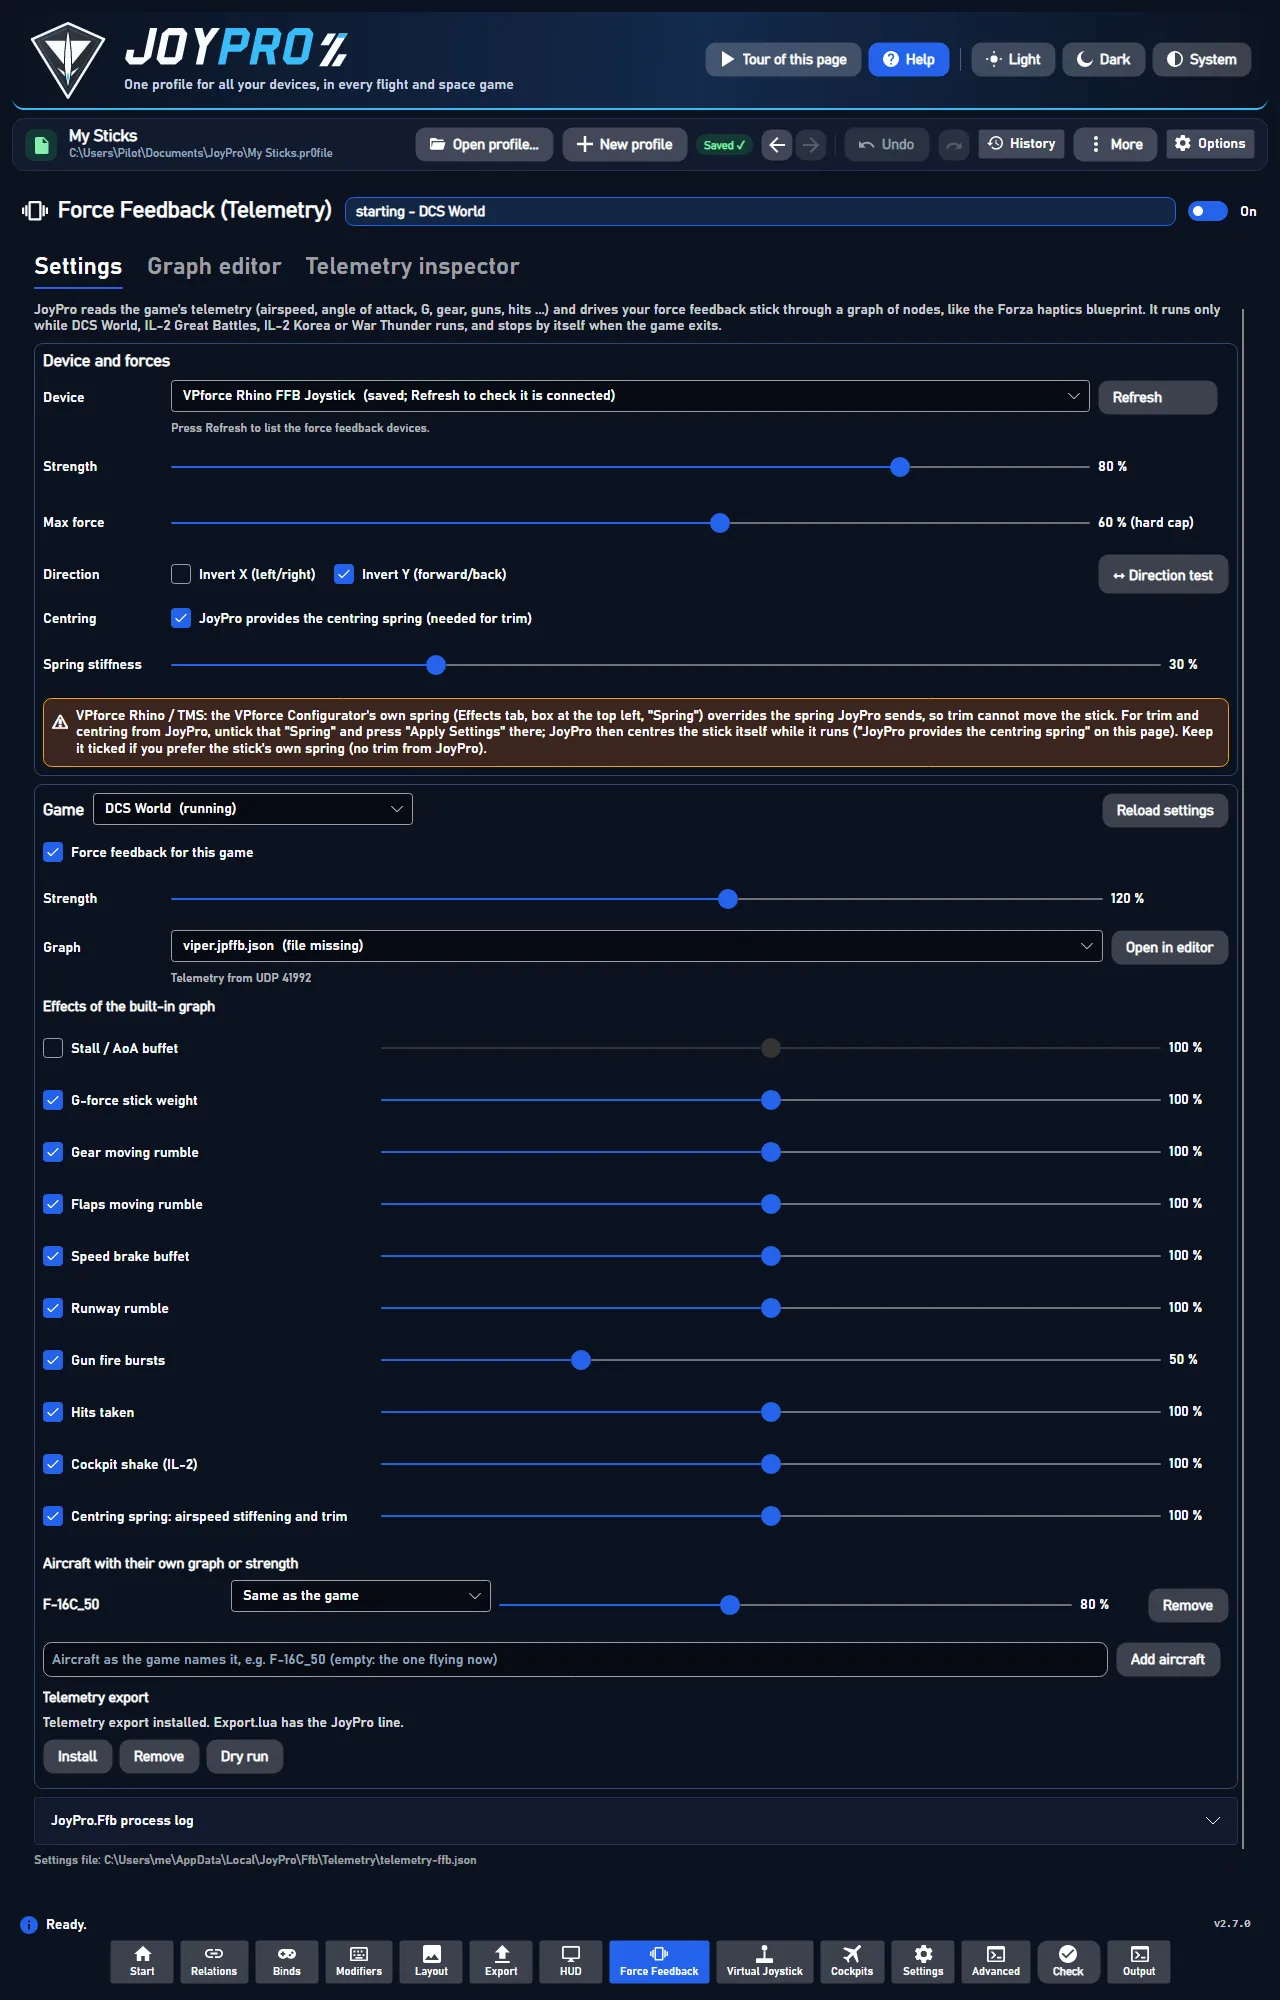 JOYPRO
One profile for all your devices, in every flight and space game
Tour of this page
Help
Light
Dark
System
My Sticks
C:\Users\Pilot\Documents\JoyPro\My Sticks.pr0file
Open profile...
New profile
Saved ✓
Undo
History
More
Options
Force Feedback (Telemetry)
starting - DCS World
On
Settings
Graph editor
Telemetry inspector
JoyPro reads the game's telemetry (airspeed, angle of attack, G, gear, guns, hits ...) and drives your force feedback stick through a graph of nodes, like the Forza haptics blueprint. It runs only
while DCS World, IL-2 Great Battles, IL-2 Korea or War Thunder runs, and stops by itself when the game exits.
Device and forces
Device
VPforce Rhino FFB Joystick (saved; Refresh to check it is connected)
Refresh
Press Refresh to list the force feedback devices.
Strength
80 %
Max force
60 % (hard cap)
Direction
Invert X (left/right)
Invert Y (forward/back)
↔ Direction test
Centring
JoyPro provides the centring spring (needed for trim)
Spring stiffness
30 %
VPforce Rhino / TMS: the VPforce Configurator's own spring (Effects tab, box at the top left, "Spring") overrides the spring JoyPro sends, so trim cannot move the stick. For trim and
centring from JoyPro, untick that "Spring" and press "Apply Settings" there; JoyPro then centres the stick itself while it runs ("JoyPro provides the centring spring" on this page). Keep
it ticked if you prefer the stick's own spring (no trim from JoyPro).
Game
DCS World (running)
Reload settings
Force feedback for this game
Strength
120 %
Graph
viper.jpffb.json (file missing)
Open in editor
Telemetry from UDP 41992
Effects of the built-in graph
Stall / AoA buffet
100 %
G-force stick weight
100 %
Gear moving rumble
100 %
Flaps moving rumble
100 %
Speed brake buffet
100 %
Runway rumble
100 %
Gun fire bursts
50 %
Hits taken
100 %
Cockpit shake (IL-2)
100 %
Centring spring: airspeed stiffening and trim
100 %
Aircraft with their own graph or strength
F-16C_50
Same as the game
80 %
Remove
Aircraft as the game names it, e.g. F-16C_50 (empty: the one flying now)
Add aircraft
Telemetry export
Telemetry export installed. Export.lua has the JoyPro line.
Install
Remove
Dry run
JoyPro.Ffb process log
Settings file: C:\Users\me\AppData\Local\JoyPro\Ffb\Telemetry\telemetry-ffb.json
Ready.
v2.7.0
Start
Relations
Binds
Modifiers
Layout
Export
HUD
Force Feedback
Virtual Joystick
Cockpits
Settings
Advanced
Check
Output